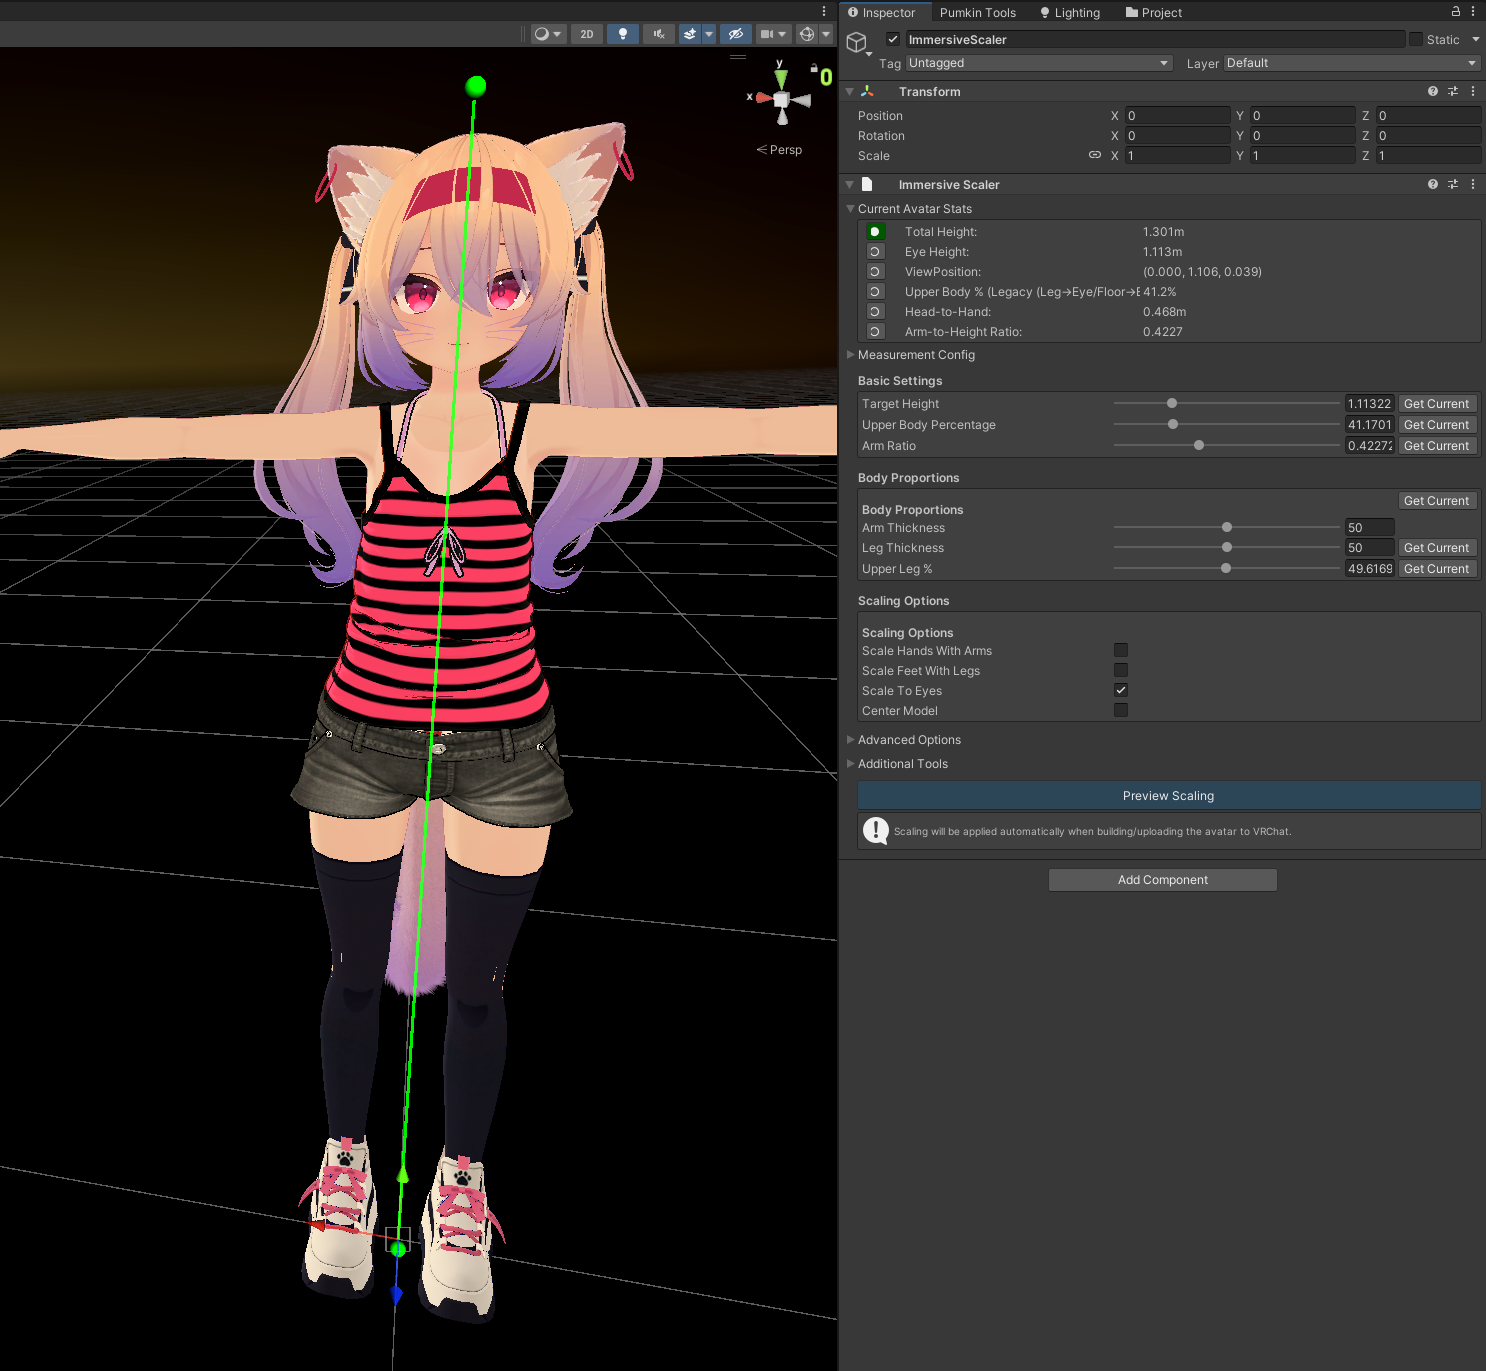 Inspector Pumkin Tools Lighting Project
2D
ImmersiveScaler Static
Tag Untagged Layer Default
y
x
0
Persp
Transform
Position X 0 Y 0 Z 0
Rotation X 0 Y 0 Z 0
Scale X 1 Y 1 Z 1
Immersive Scaler
Current Avatar Stats
Total Height: 1.301m
Eye Height: 1.113m
ViewPosition: (0.000, 1.106, 0.039)
Upper Body % (Legacy (Leg→Eye/Floor→E 41.2%
Head-to-Hand: 0.468m
Arm-to-Height Ratio: 0.4227
Measurement Config
Basic Settings
Target Height 1.11322 Get Current
Upper Body Percentage 41.1701 Get Current
Arm Ratio 0.42272 Get Current
Body Proportions
Get Current
Body Proportions
Arm Thickness 50
Leg Thickness 50 Get Current
Upper Leg % 49.6169 Get Current
Scaling Options
Scaling Options
Scale Hands With Arms
Scale Feet With Legs
Scale To Eyes
Center Model
Advanced Options
Additional Tools
Preview Scaling
Scaling will be applied automatically when building/uploading the avatar to VRChat.
Add Component